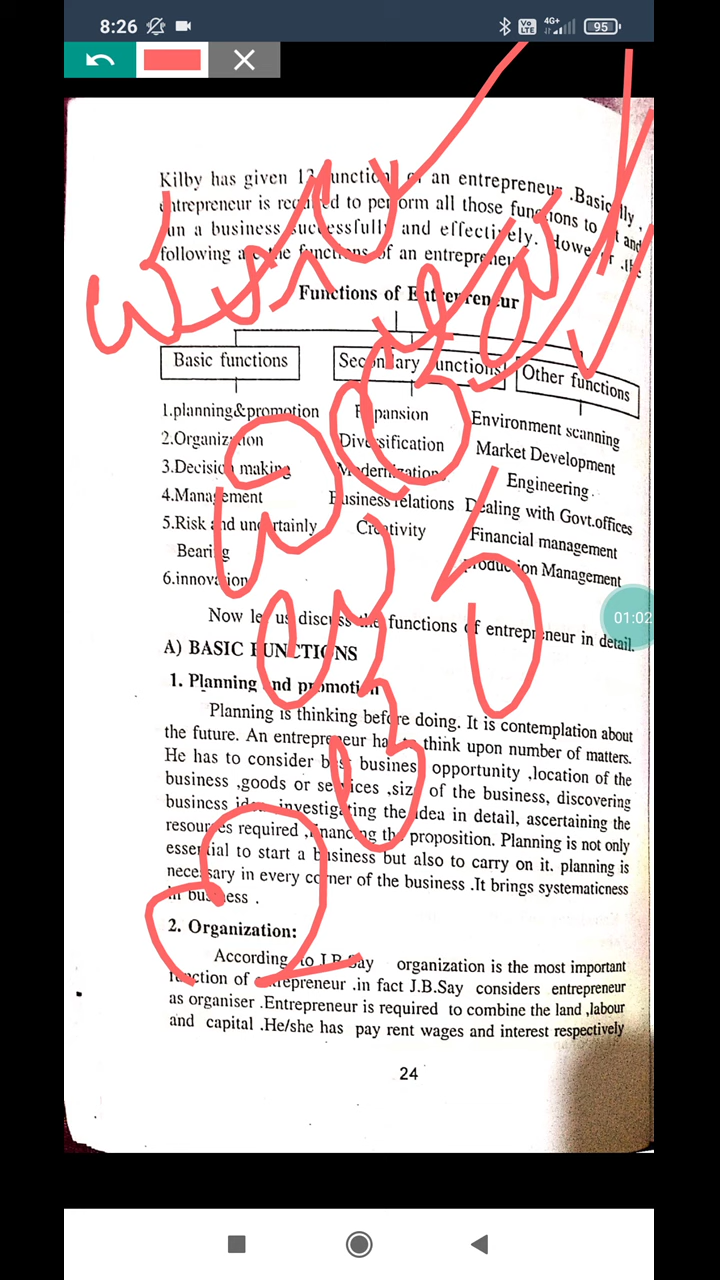 8:26 Vo LTE 4G+ 95
Kilby has given 13 functions of an entrepreneur .Basically ,
entrepreneur is required to perform all those functions to and
run a business successfully and effectively. However .the
following are the functions of an entrepreneur
Functions of Entrepreneur
Basic functions Secondary functions Other functions
1.planning&promotion Expansion Environment scanning
2.Organization Diversification Market Development
3.Decision making Modernization Engineering.
4.Management Business relations Dealing with Govt.offices
5.Risk and uncertainly Creativity Financial management
Bearing Production Management
6.innovation
01:02
Now let us discuss the functions of entreprneur in detail.
A) BASIC FUNCTIONS
1. Planning and promotion
Planning is thinking before doing. It is contemplation about
the future. An entrepreneur has to think upon number of matters.
He has to consider best business opportunity ,location of the
business ,goods or services ,size of the business, discovering
business idea investigating the idea in detail, ascertaining the
resources required ,financing the proposition. Planning is not only
essential to start a business but also to carry on it. planning is
necessary in every corner of the business .It brings systematicness
in business .
2. Organization:
According to J.B.Say organization is the most important
function of entrepreneur .in fact J.B.Say considers entrepreneur
as organiser .Entrepreneur is required to combine the land ,labour
and capital .He/she has pay rent wages and interest respectively
24